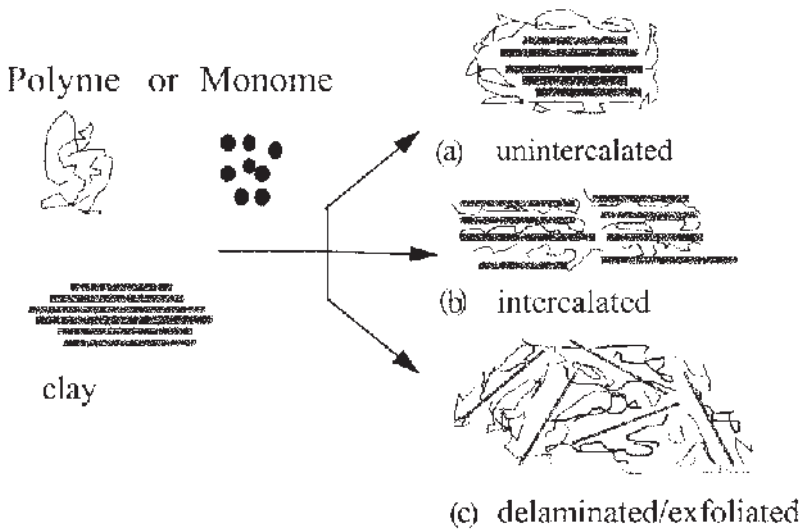 Polyme or Monome
clay
(a) unintercalated
(b) intercalated
(c) delaminated/exfoliated